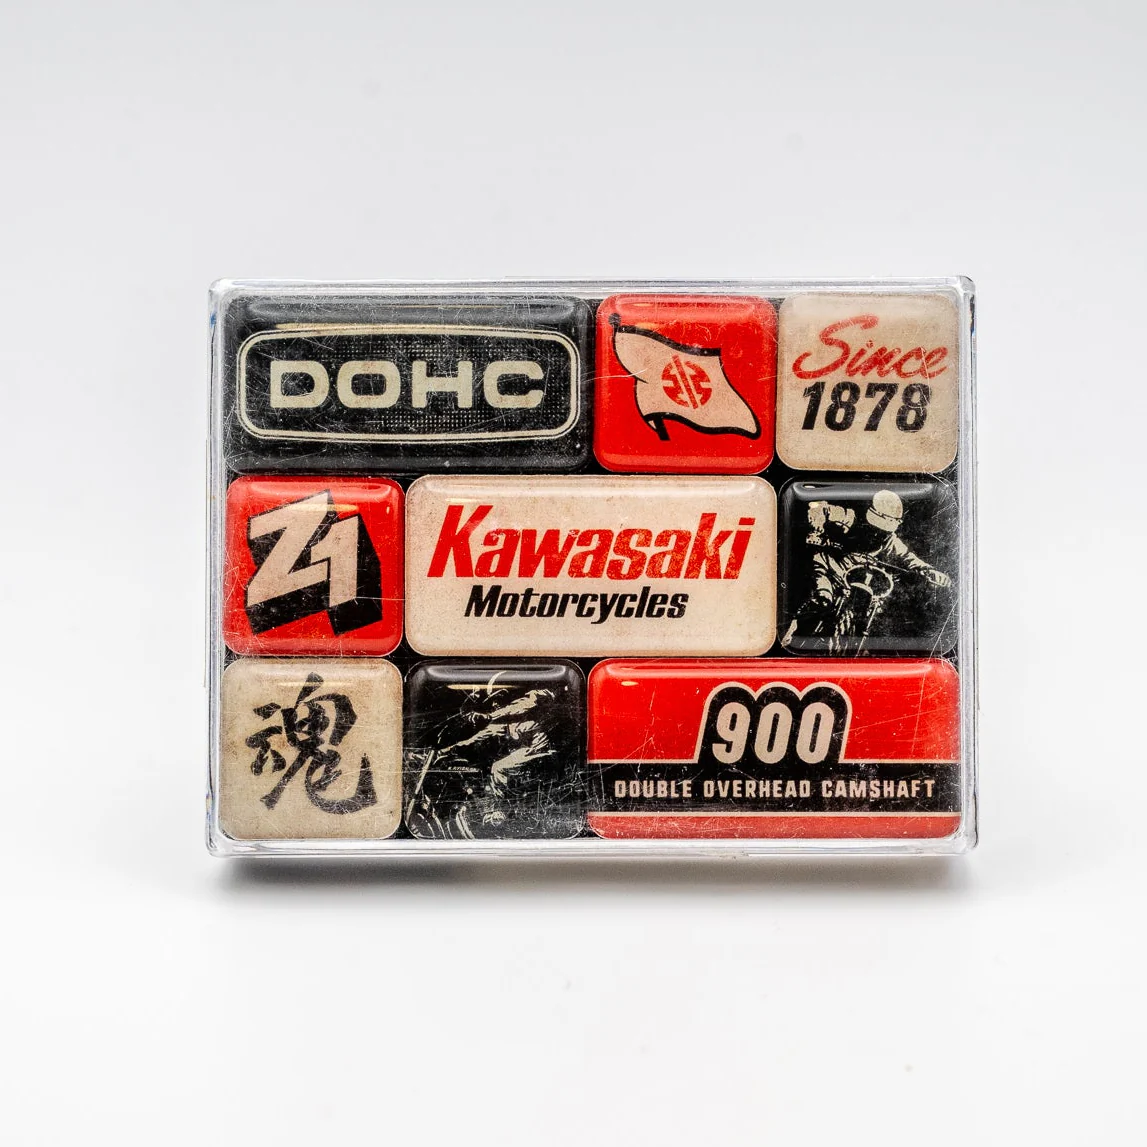 DOHC
Since
1878
Z1
Kawasaki
Motorcycles
魂
900
DOUBLE OVERHEAD CAMSHAFT